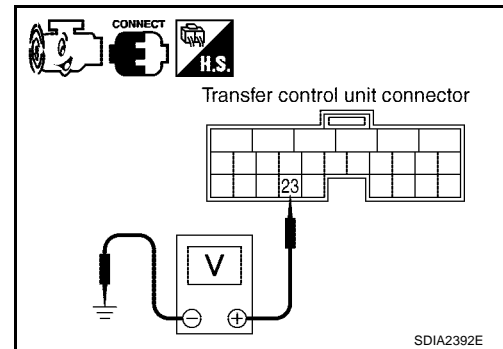 CONNECT
H.S.
Transfer control unit connector
23
V
− +
SDIA2392E